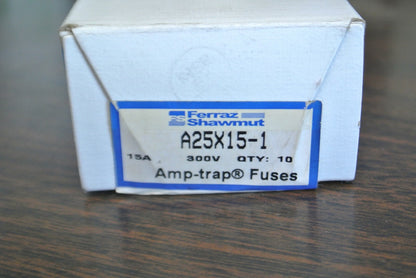 Ferraz
Shawmut
A25X15-1
15A 300V QTY: 10
Amp-trap® Fuses